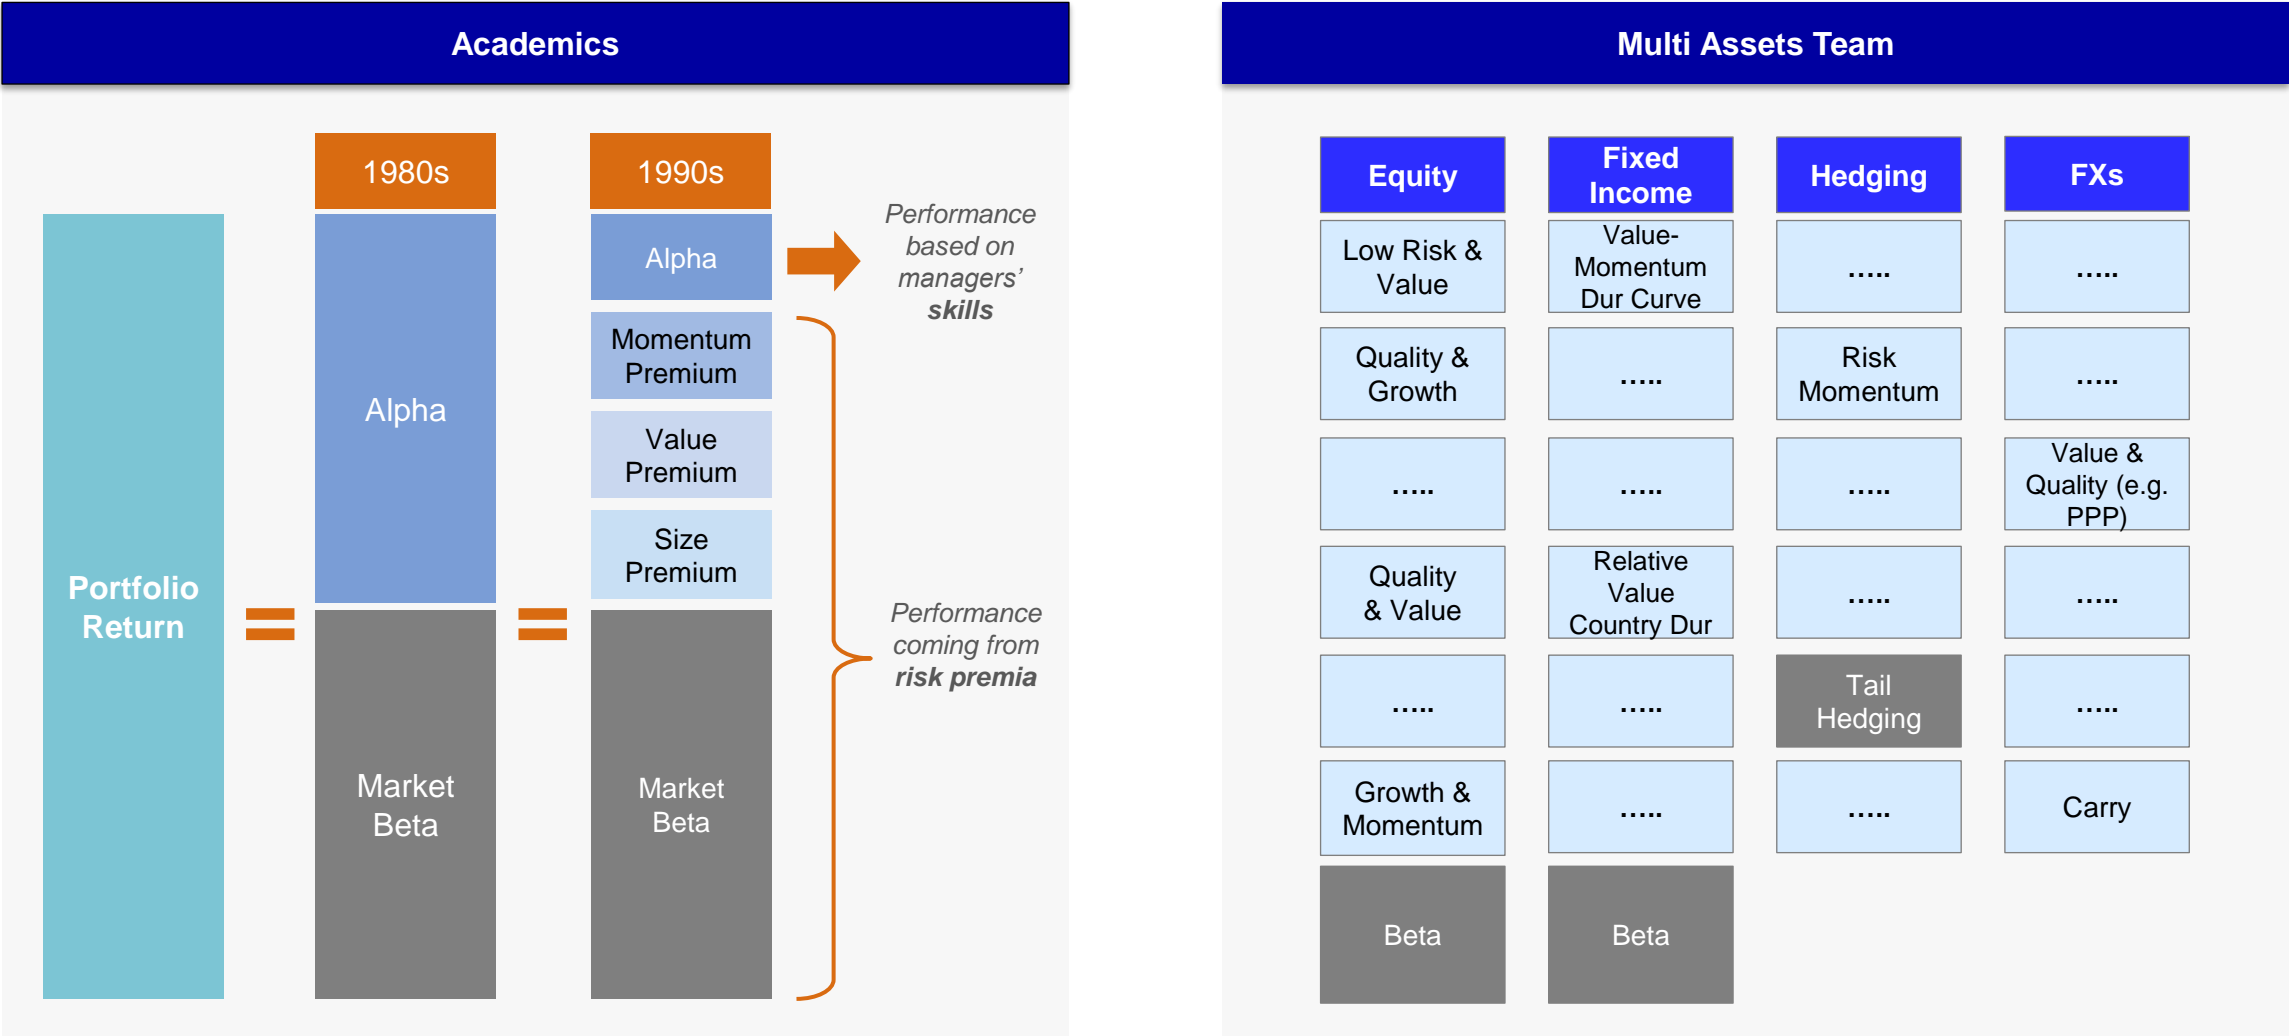 Academics
1980s
1990s
Portfolio
Return
=
Alpha
Market
Beta
=
Alpha
Momentum
Premium
Value
Premium
Size
Premium
Market
Beta
Performance
based on
managers’
skills
Performance
coming from
risk premia
Multi Assets Team
Equity
Low Risk &
Value
Quality &
Growth
…..
Quality
& Value
…..
Growth &
Momentum
Beta
Fixed
Income
Value-
Momentum
Dur Curve
…..
…..
Relative
Value
Country Dur
…..
…..
Beta
Hedging
…..
Risk
Momentum
…..
…..
Tail
Hedging
…..
FXs
…..
…..
Value &
Quality (e.g.
PPP)
…..
…..
Carry